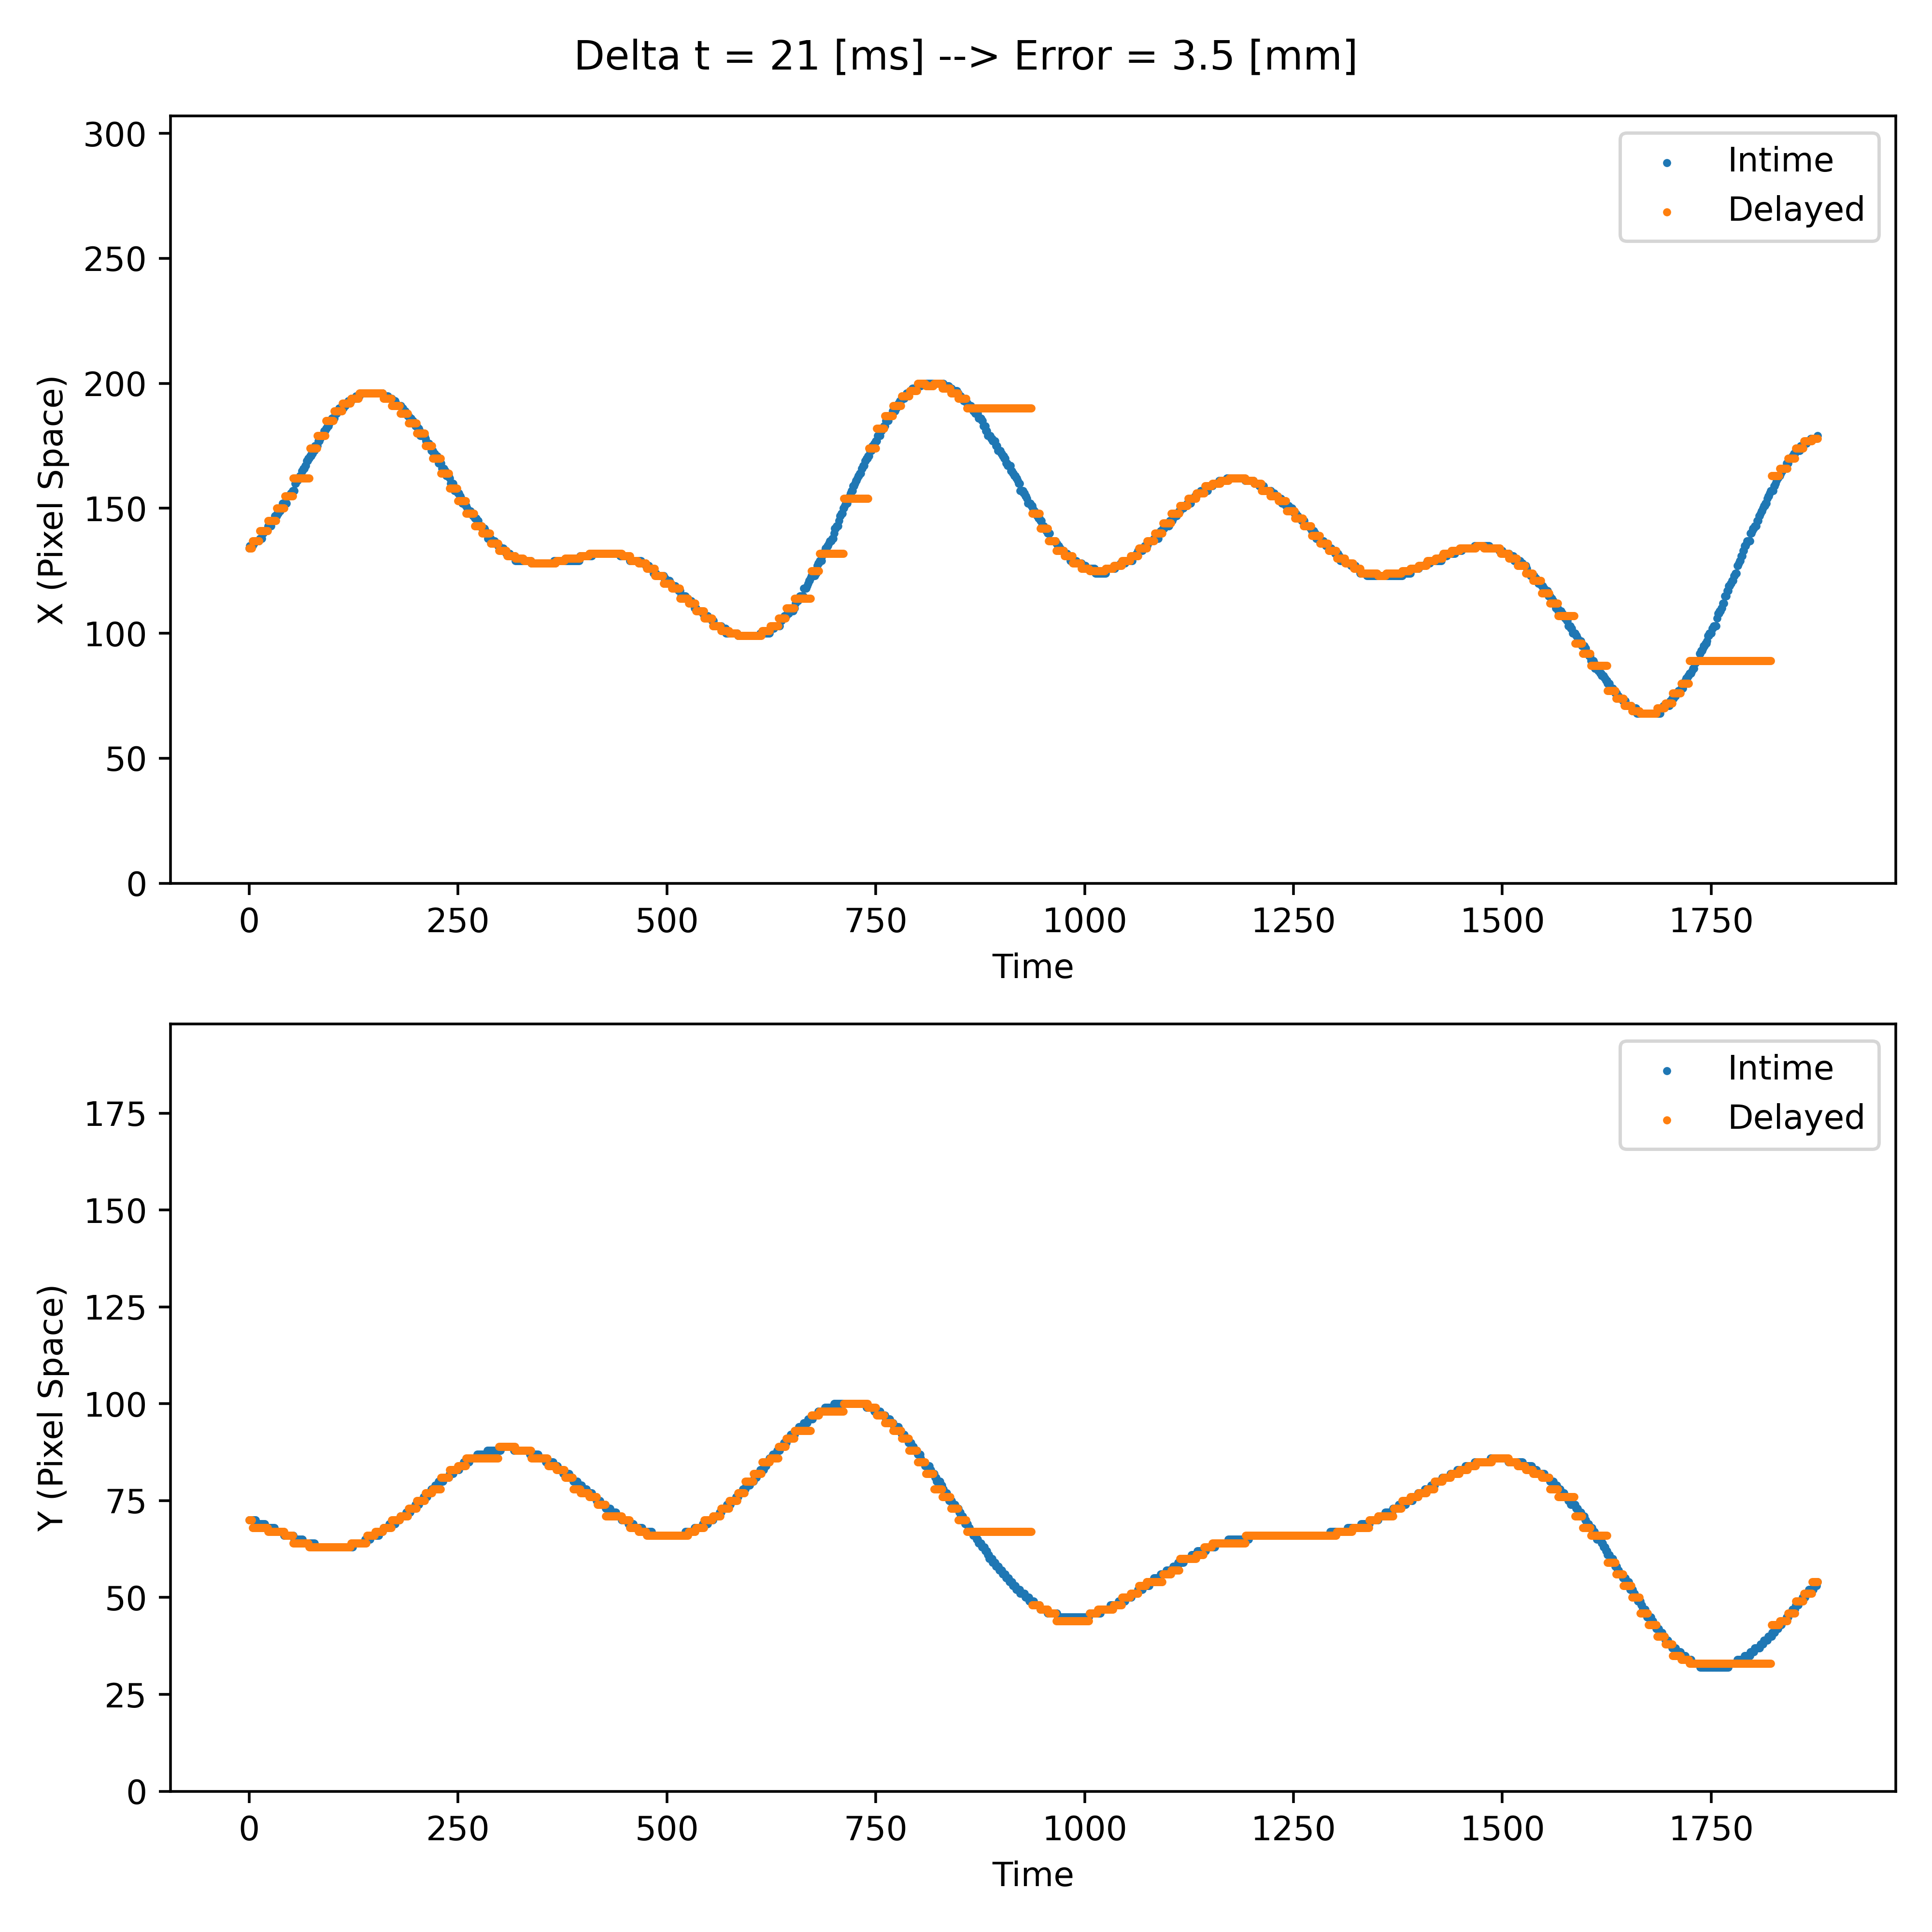 Delta t = 21 [ms] --> Error = 3.5 [mm]
300
250
200
150
100
50
0
X (Pixel Space)
Intime
Delayed
0 250 500 750 1000 1250 1500 1750
Time
175
150
125
100
75
50
25
0
Y (Pixel Space)
Intime
Delayed
0 250 500 750 1000 1250 1500 1750
Time